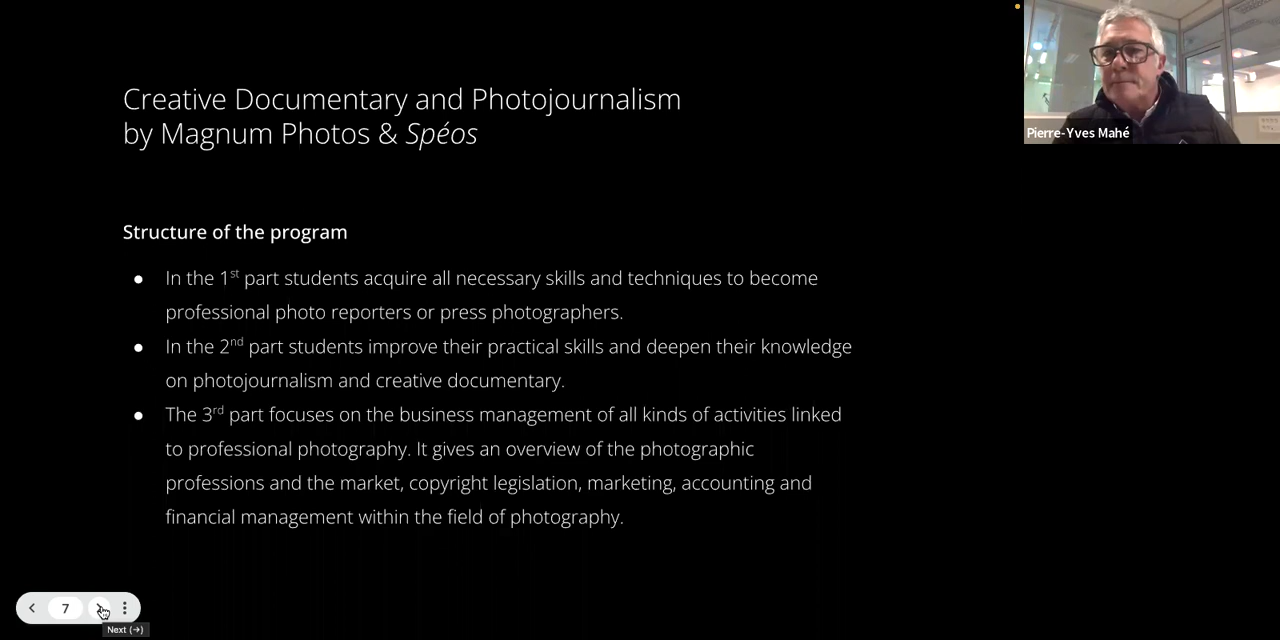 Creative Documentary and Photojournalism
by Magnum Photos & Spéos
Pierre-Yves Mahé
Structure of the program
● In the 1st part students acquire all necessary skills and techniques to become
professional photo reporters or press photographers.
● In the 2nd part students improve their practical skills and deepen their knowledge
on photojournalism and creative documentary.
● The 3rd part focuses on the business management of all kinds of activities linked
to professional photography. It gives an overview of the photographic
professions and the market, copyright legislation, marketing, accounting and
financial management within the field of photography.
7
Next (→)